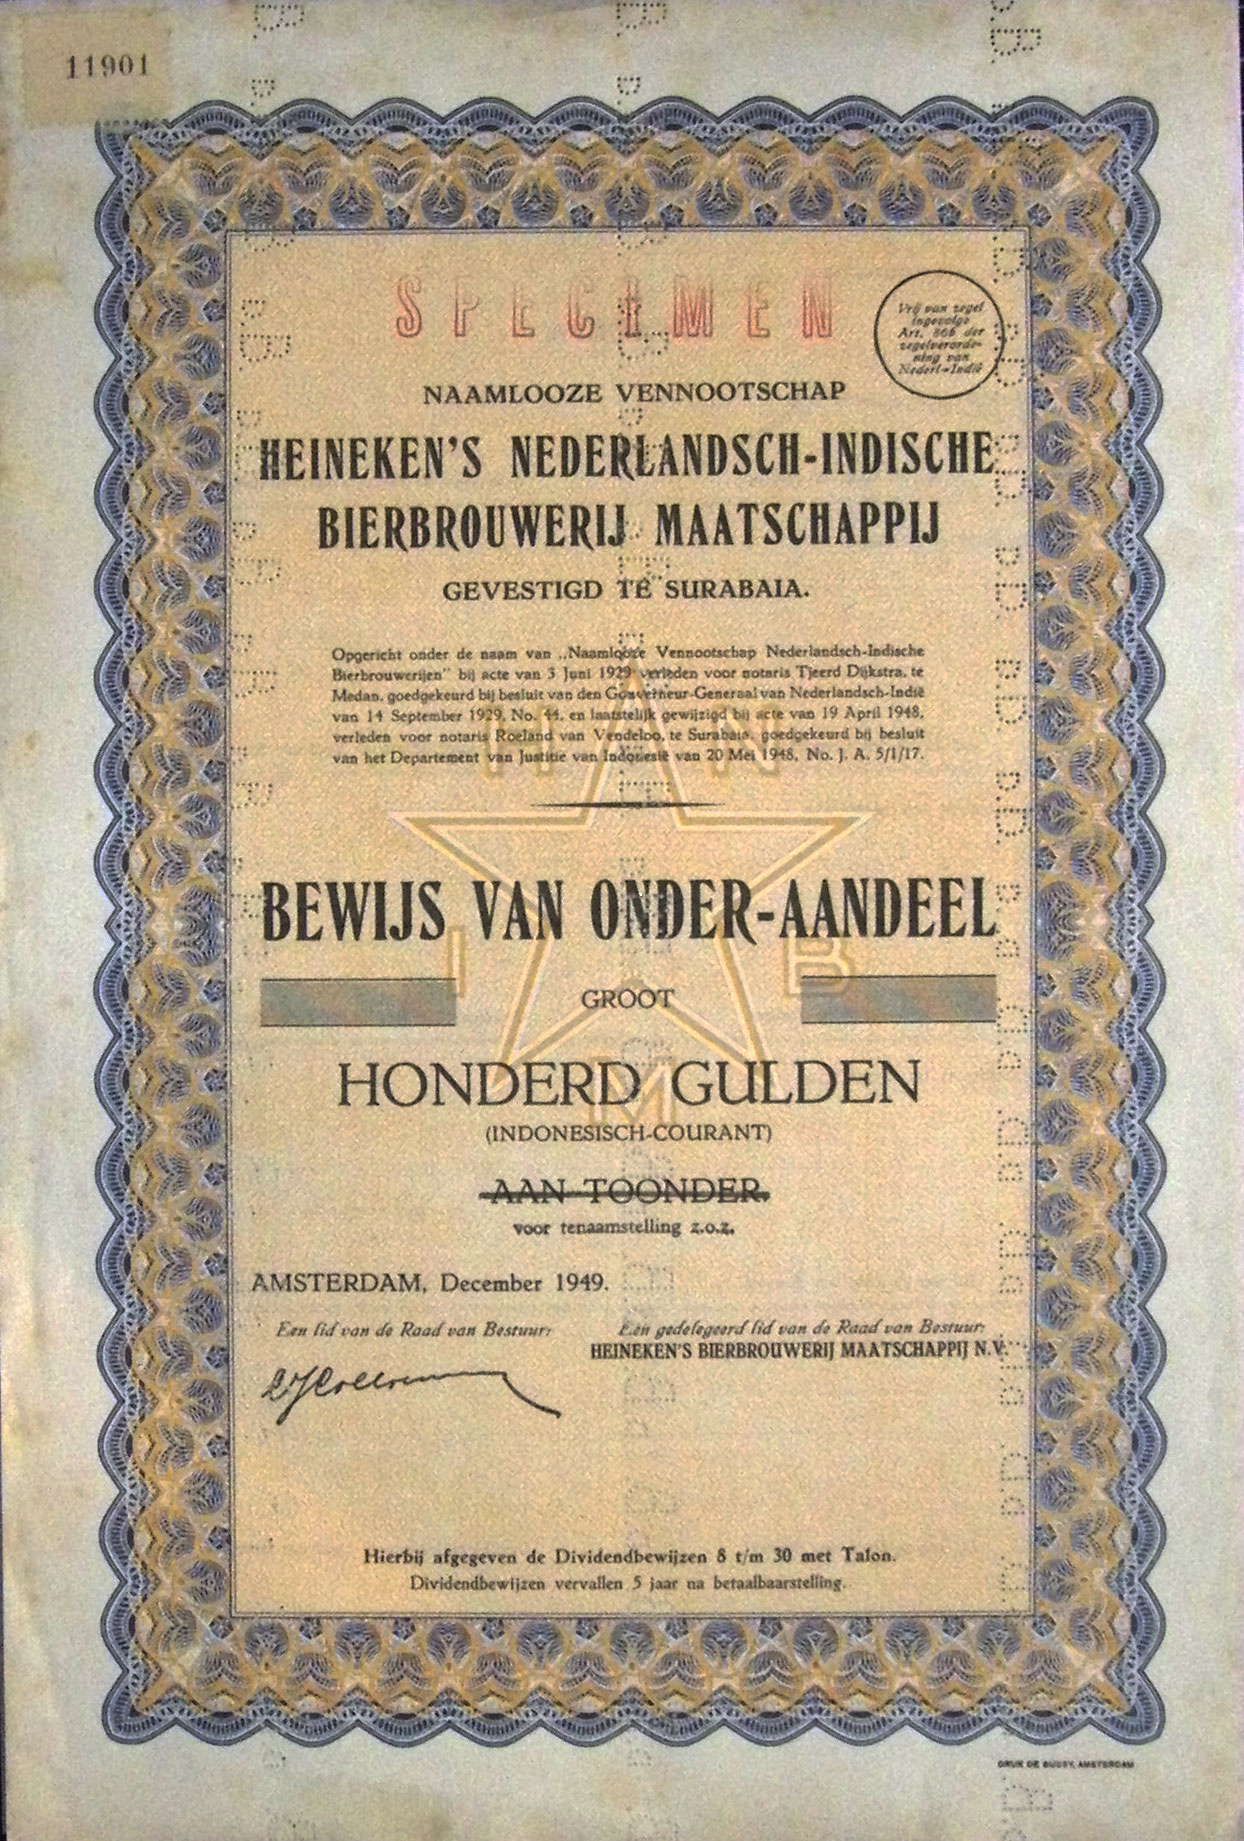 11901
SPECIMEN
Vrij van zegel
ingevolge
Art. 86b der
zegelverorde-
ning van
Nederl-Indië
NAAMLOOZE VENNOOTSCHAP
HEINEKEN'S NEDERLANDSCH-INDISCHE
BIERBROUWERIJ MAATSCHAPPIJ
GEVESTIGD TE SURABAIA.
Opgericht onder de naam van „Naamlooze Vennootschap Nederlandsch-Indische
Bierbrouwerijen" bij acte van 3 Juni 1929 verleden voor notaris Tjeerd Dijkstra, te
Medan, goedgekeurd bij besluit van den Gouverneur-Generaal van Nederlandsch-Indië
van 14 September 1929, No. 44, en laatstelijk gewijzigd bij acte van 19 April 1948,
verleden voor notaris Roeland van Vendeloo, te Surabaia, goedgekeurd bij besluit
van het Departement van Justitie van Indonesië van 20 Mei 1948, No. J. A. 5/1/17.
H N
BEWIJS VAN ONDER-AANDEEL
I B
GROOT
HONDERD GULDEN
M
(INDONESISCH-COURANT)
AAN TOONDER.
voor tenaamstelling z.o.z.
AMSTERDAM, December 1949.
Een lid van de Raad van Bestuur:
Een gedelegeerd lid van de Raad van Bestuur:
HEINEKEN'S BIERBROUWERIJ MAATSCHAPPIJ N.V.
Hierbij afgegeven de Dividendbewijzen 8 t/m 30 met Talon.
Dividendbewijzen vervallen 5 jaar na betaalbaarstelling.
DRUK DE BUSSY, AMSTERDAM